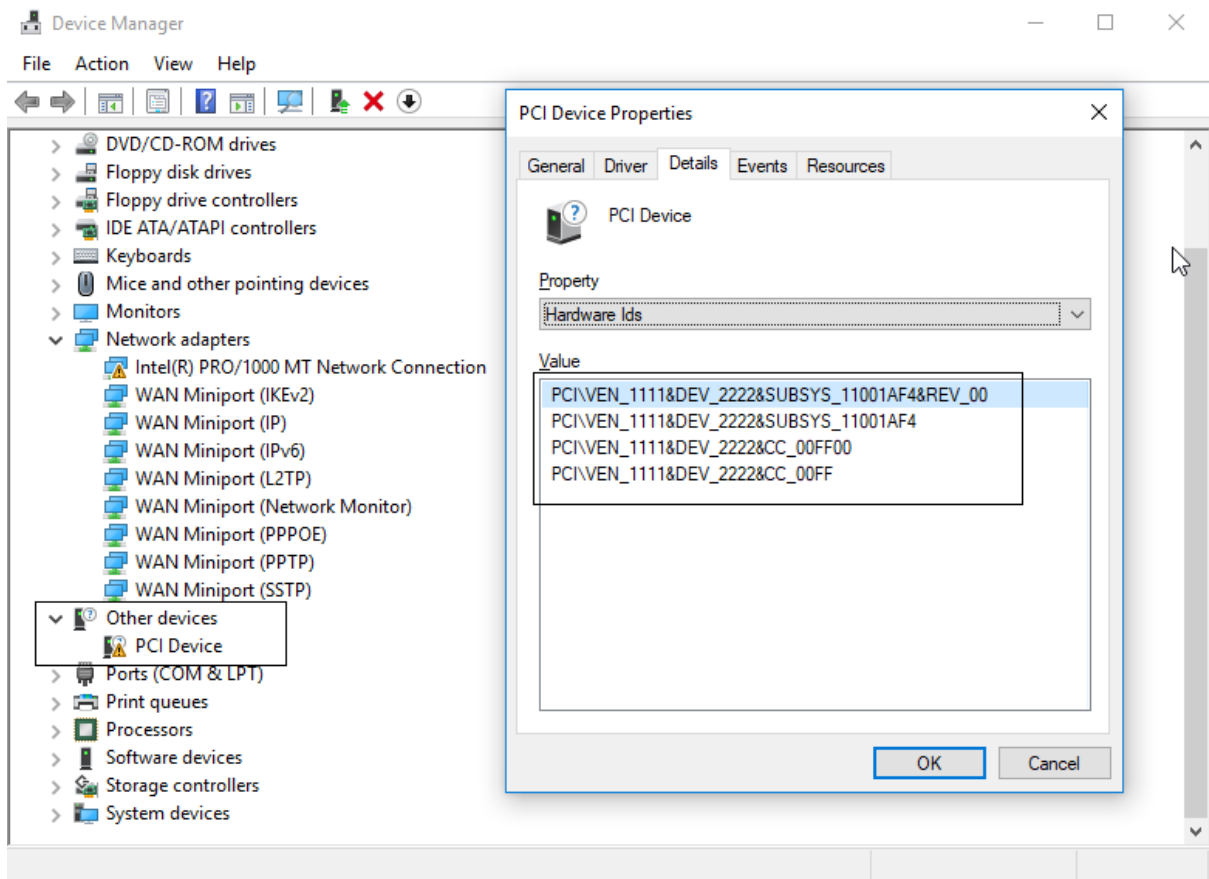 Device Manager
File Action View Help
DVD/CD-ROM drives
Floppy disk drives
Floppy drive controllers
IDE ATA/ATAPI controllers
Keyboards
Mice and other pointing devices
Monitors
Network adapters
Intel(R) PRO/1000 MT Network Connection
WAN Miniport (IKEv2)
WAN Miniport (IP)
WAN Miniport (IPv6)
WAN Miniport (L2TP)
WAN Miniport (Network Monitor)
WAN Miniport (PPPOE)
WAN Miniport (PPTP)
WAN Miniport (SSTP)
Other devices
PCI Device
Ports (COM & LPT)
Print queues
Processors
Software devices
Storage controllers
System devices
PCI Device Properties
General Driver Details Events Resources
PCI Device
Property
Hardware Ids
Value
PCI\VEN_1111&DEV_2222&SUBSYS_11001AF4&REV_00
PCI\VEN_1111&DEV_2222&SUBSYS_11001AF4
PCI\VEN_1111&DEV_2222&CC_00FF00
PCI\VEN_1111&DEV_2222&CC_00FF
OK Cancel